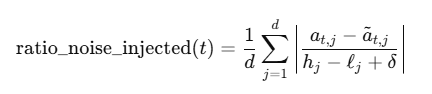 ratio_noise_injected(t) = \frac{1}{d} \sum_{j=1}^{d} \left| \frac{a_{t,j} - \tilde{a}_{t,j}}{h_j - \ell_j + \delta} \right|